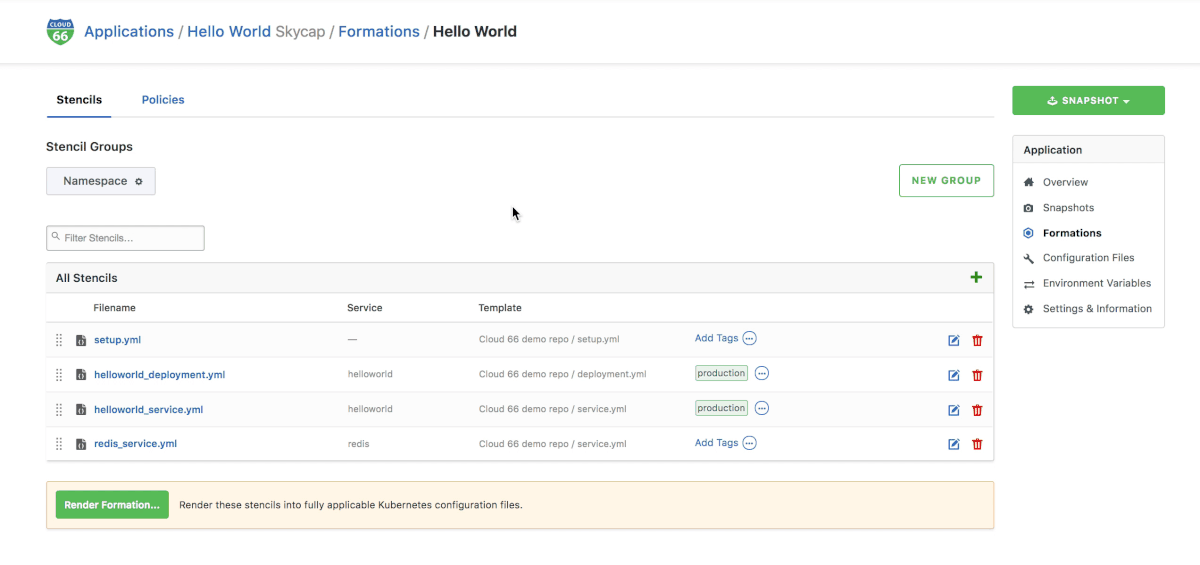 CLOUD 66 Applications / Hello World Skycap / Formations / Hello World
Stencils Policies
SNAPSHOT
Stencil Groups
Namespace
NEW GROUP
Filter Stencils...
All Stencils
Filename Service Template
setup.yml — Cloud 66 demo repo / setup.yml Add Tags
helloworld_deployment.yml helloworld Cloud 66 demo repo / deployment.yml production
helloworld_service.yml helloworld Cloud 66 demo repo / service.yml production
redis_service.yml redis Cloud 66 demo repo / service.yml Add Tags
Render Formation... Render these stencils into fully applicable Kubernetes configuration files.
Application
Overview
Snapshots
Formations
Configuration Files
Environment Variables
Settings & Information